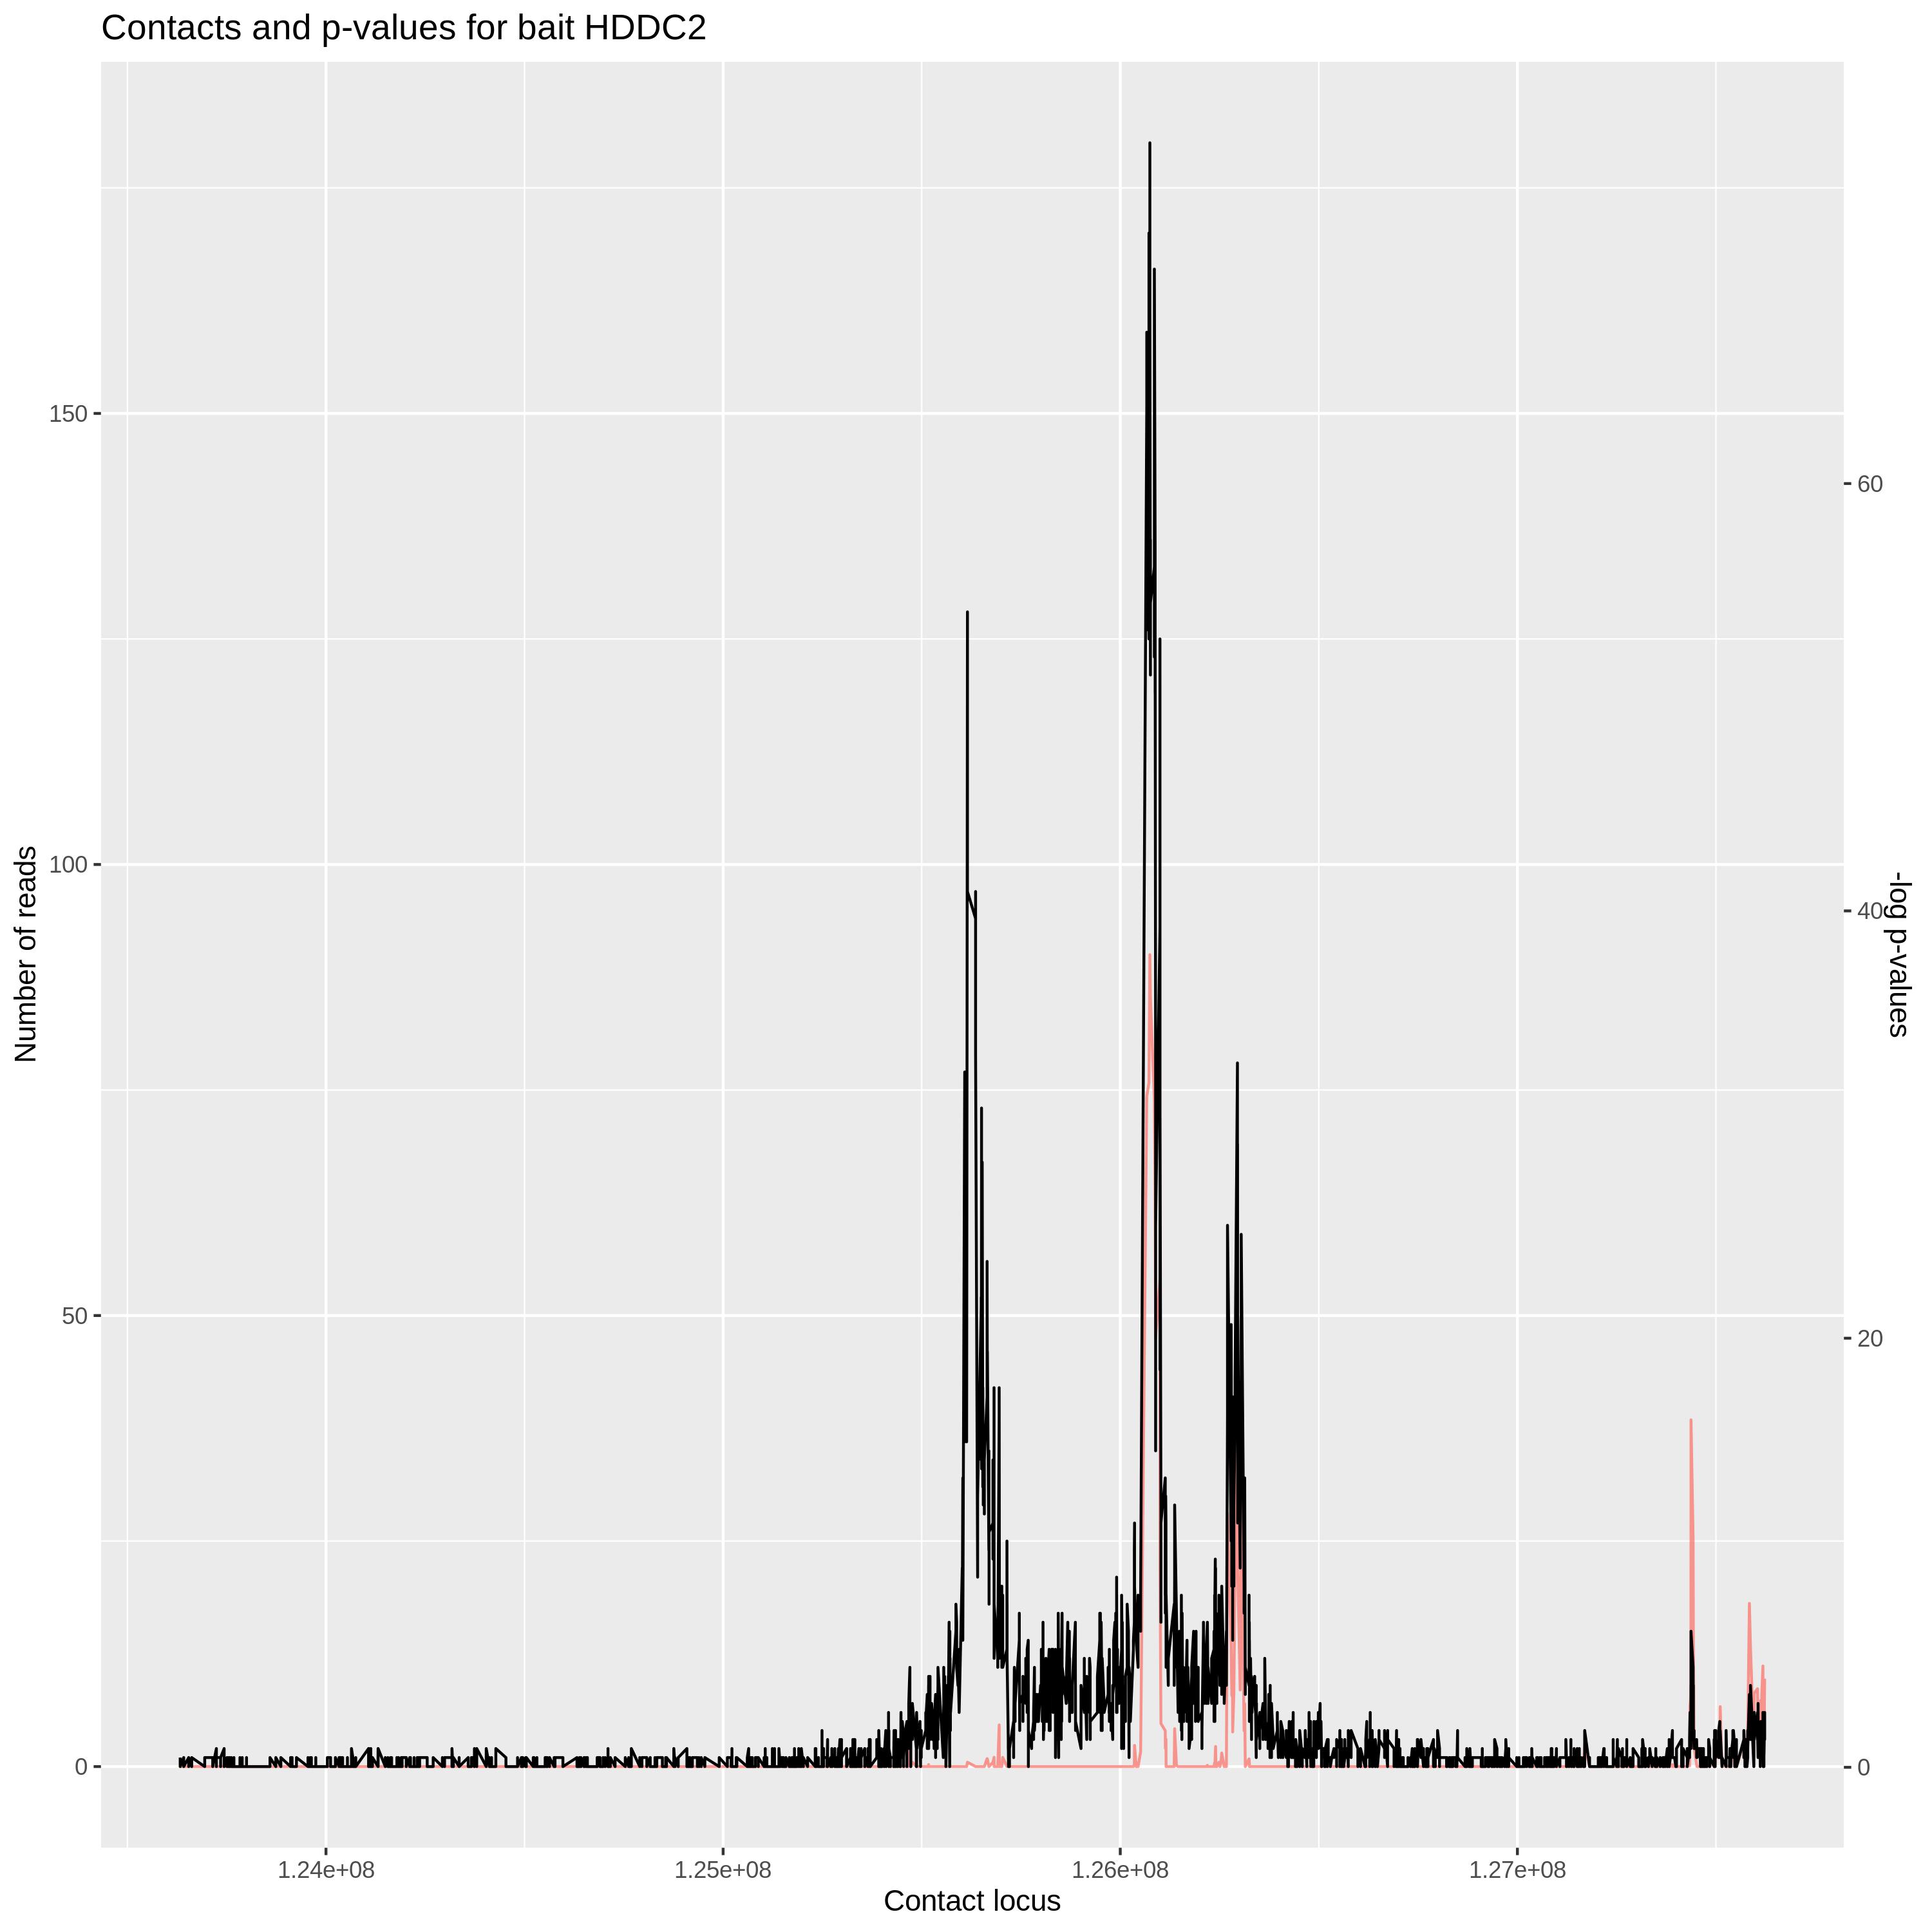 Contacts and p-values for bait HDDC2
150
100
50
0
60
40
20
0
Number of reads
-log p-values
1.24e+08
1.25e+08
1.26e+08
1.27e+08
Contact locus